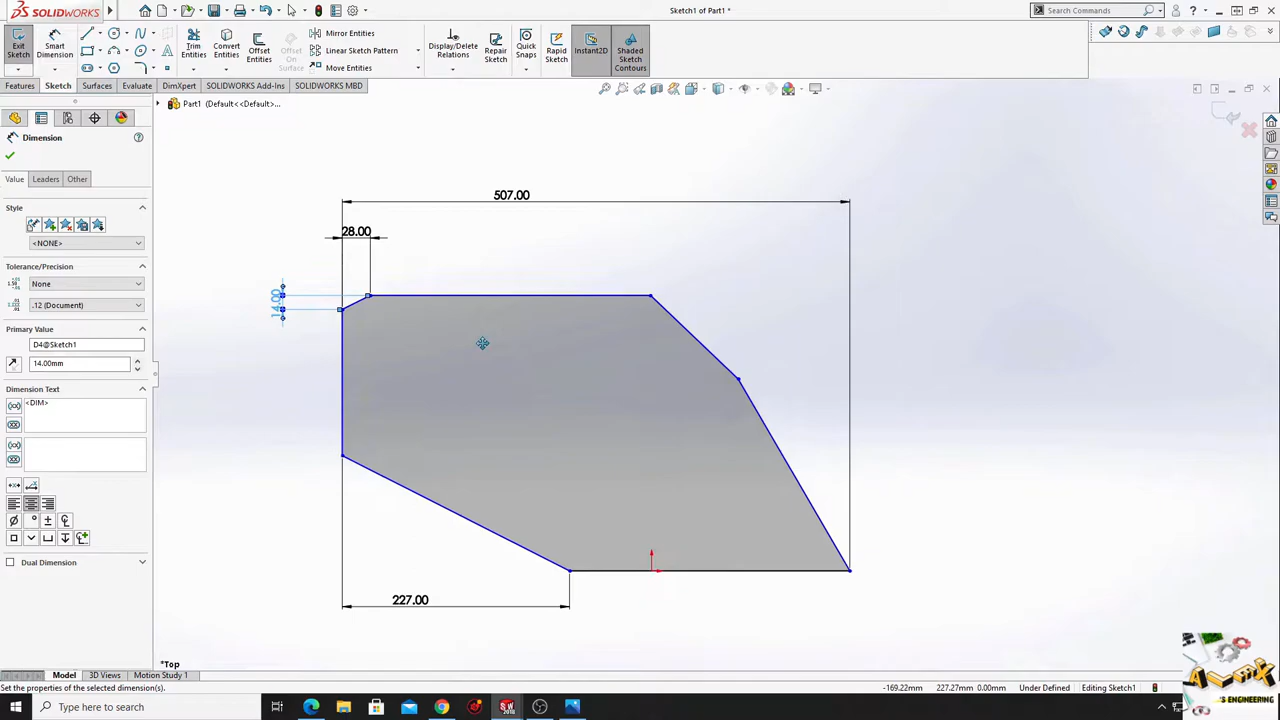 SOLIDWORKS
Sketch1 of Part1 *
Search Commands
Exit Sketch
Smart Dimension
Trim Entities
Convert Entities
Offset Entities
Offset On Surface
Mirror Entities
Linear Sketch Pattern
Move Entities
Display/Delete Relations
Repair Sketch
Quick Snaps
Rapid Sketch
Instant2D
Shaded Sketch Contours
Features
Sketch
Surfaces
Evaluate
DimXpert
SOLIDWORKS Add-Ins
SOLIDWORKS MBD
Part1 (Default<<Default>...
Dimension
Value
Leaders
Other
Style
<NONE>
Tolerance/Precision
None
.12 (Document)
Primary Value
D4@Sketch1
14.00mm
Dimension Text
<DIM>
Dual Dimension
507.00
28.00
14.00
227.00
*Top
Model
3D Views
Motion Study 1
Set the properties of the selected dimension(s).
-169.22mm
227.27mm
0.00mm
Under Defined
Editing Sketch1
Type here to search
'S ENGINEERING